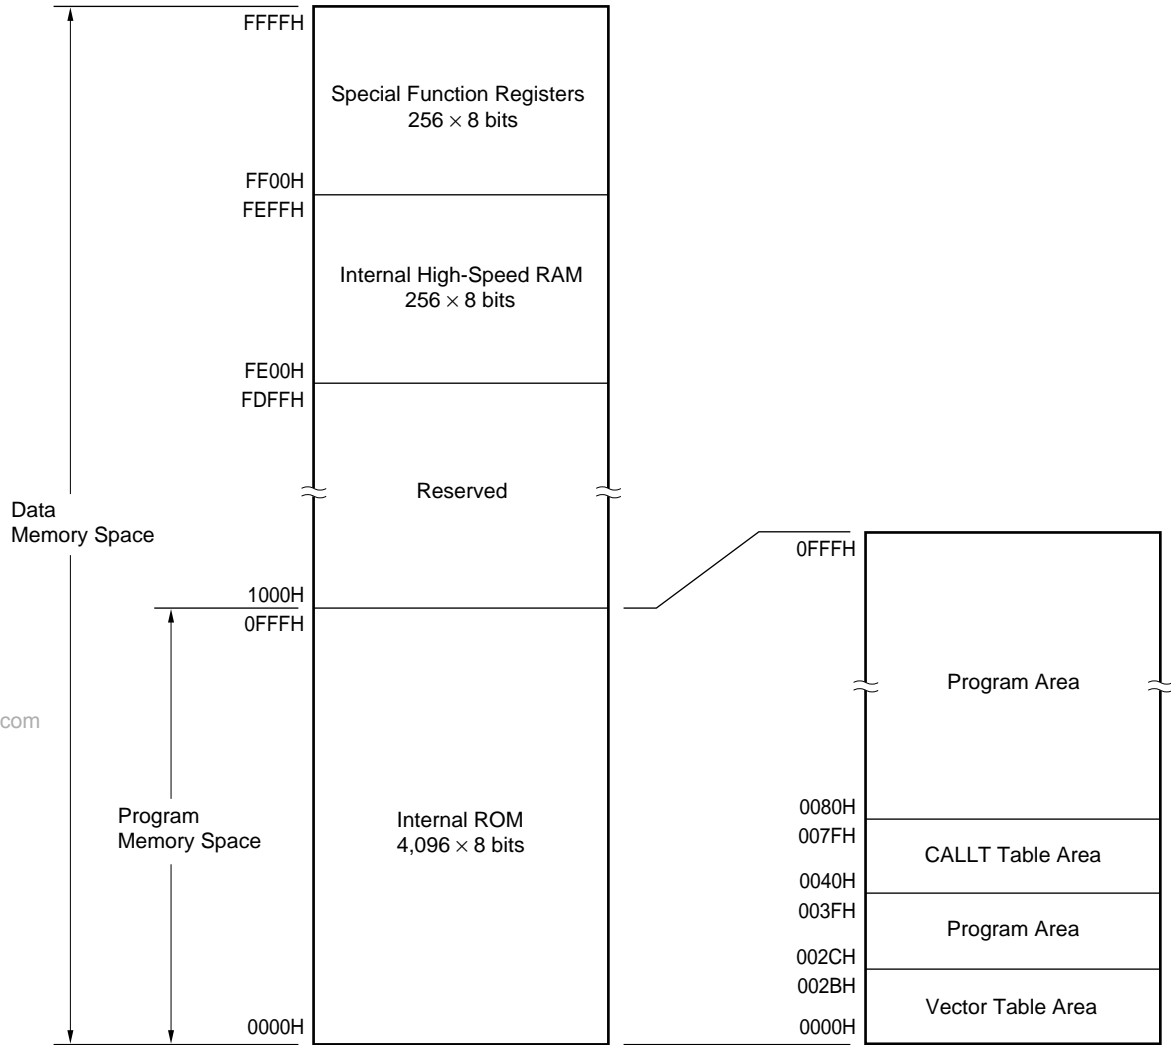 FFFFH
Special Function Registers
256 × 8 bits
FF00H
FEFFH
Internal High-Speed RAM
256 × 8 bits
FE00H
FDFFH
Reserved
Data
Memory Space
1000H
0FFFH
Program
Memory Space
Internal ROM
4,096 × 8 bits
0000H
com
0FFFH
Program Area
0080H
007FH
CALLT Table Area
0040H
003FH
Program Area
002CH
002BH
Vector Table Area
0000H